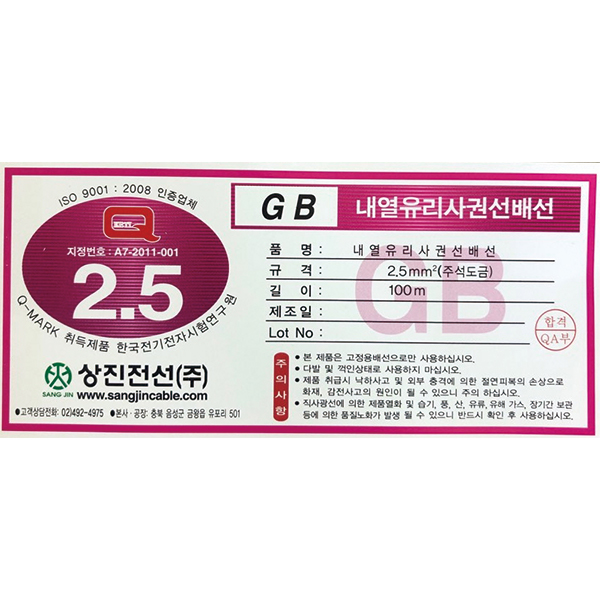 ISO 9001 : 2008 인증업체
Q
KETI
지정번호 : A7-2011-001
2.5
Q-MARK 취득제품 한국전기전자시험연구원
SANG JIN
상진전선(주)
www.sangjincable.com
●고객상담전화: 02)492-4975 ●본사·공장: 충북 음성군 금왕읍 유포리 501
GB 내열유리사권선배선
품 명 : 내열유리사권선배선
규 격 : 2.5mm²(주석도금)
길 이 : 100m
제조일 :
Lot No :
GB
합격
QA부
주의사항
● 본 제품은 고정용배선으로만 사용하십시오.
● 다발 및 꺽인상태로 사용하지 마십시오.
● 제품 취급시 낙하사고 및 외부 충격에 의한 절연피복의 손상으로
화재, 감전사고의 원인이 될 수 있으니 주의 하십시오.
● 직사광선에 의한 제품열화 및 습기, 풍, 산, 유류, 유해 가스, 장기간 보관
등에 의한 품질노화가 발생 될 수 있으니 반드시 확인 후 사용하십시오.